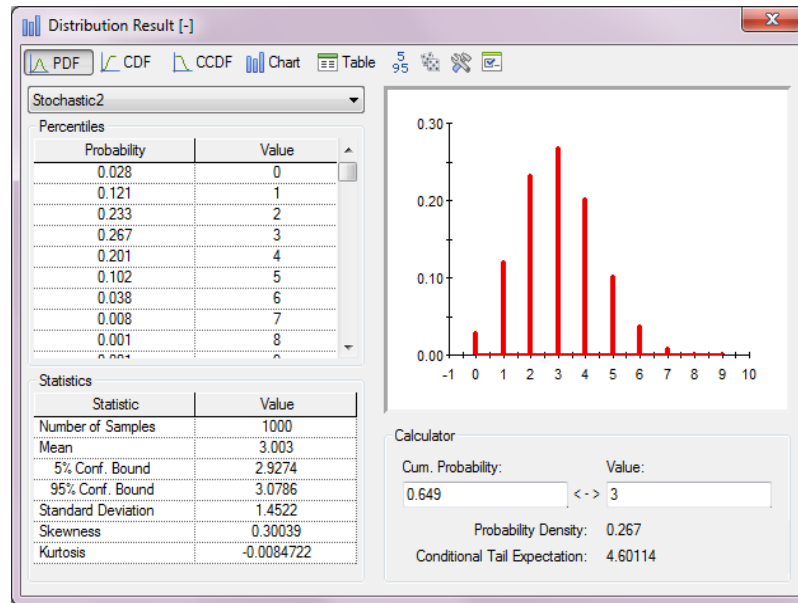 Distribution Result [-]
x
PDF CDF CCDF Chart Table 5 95
Stochastic2
Percentiles
Probability Value
0.028 0
0.121 1
0.233 2
0.267 3
0.201 4
0.102 5
0.038 6
0.008 7
0.001 8
Statistics
Statistic Value
Number of Samples 1000
Mean 3.003
5% Conf. Bound 2.9274
95% Conf. Bound 3.0786
Standard Deviation 1.4522
Skewness 0.30039
Kurtosis -0.0084722
0.30
0.20
0.10
0.00
-1 0 1 2 3 4 5 6 7 8 9 10
Calculator
Cum. Probability: Value:
0.649 <-> 3
Probability Density: 0.267
Conditional Tail Expectation: 4.60114